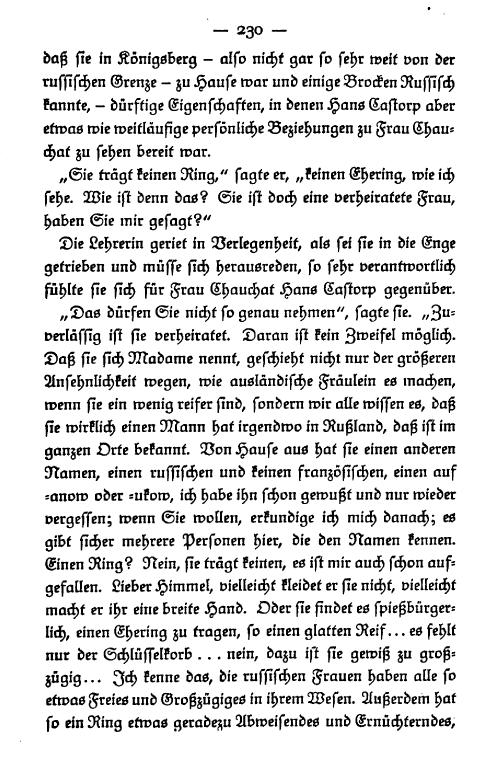 — 230 —
daß sie in Königsberg – also nicht gar so sehr weit von der
russischen Grenze – zu Hause war und einige Brocken Russisch
kannte, – dürftige Eigenschaften, in denen Hans Castorp aber
etwas wie weitläufige persönliche Beziehungen zu Frau Chau=
chat zu sehen bereit war.
„Sie trägt keinen Ring,“ sagte er, „keinen Ehering, wie ich
sehe. Wie ist denn das? Sie ist doch eine verheiratete Frau,
haben Sie mir gesagt?“
Die Lehrerin geriet in Verlegenheit, als sei sie in die Enge
getrieben und müsse sich herausreden, so sehr verantwortlich
fühlte sie sich für Frau Chauchat Hans Castorp gegenüber.
„Das dürfen Sie nicht so genau nehmen“, sagte sie. „Zu=
verlässig ist sie verheiratet. Daran ist kein Zweifel möglich.
Daß sie sich Madame nennt, geschieht nicht nur der größeren
Ansehnlichkeit wegen, wie ausländische Fräulein es machen,
wenn sie ein wenig reifer sind, sondern wir alle wissen es, daß
sie wirklich einen Mann hat irgendwo in Rußland, daß ist im
ganzen Orte bekannt. Von Hause aus hat sie einen anderen
Namen, einen russischen und keinen französischen, einen auf
=anow oder =ukow, ich habe ihn schon gewußt und nur wieder
vergessen; wenn Sie wollen, erkundige ich mich danach; es
gibt sicher mehrere Personen hier, die den Namen kennen.
Einen Ring? Nein, sie trägt keinen, es ist mir auch schon auf=
gefallen. Lieber Himmel, vielleicht kleidet er sie nicht, vielleicht
macht er ihr eine breite Hand. Oder sie findet es spießbürger=
lich, einen Ehering zu tragen, so einen glatten Reif... es fehlt
nur der Schlüsselkorb ... nein, dazu ist sie gewiß zu groß=
zügig... Ich kenne das, die russischen Frauen haben alle so
etwas Freies und Großzügiges in ihrem Wesen. Außerdem hat
so ein Ring etwas geradezu Abweisendes und Ernüchterndes,